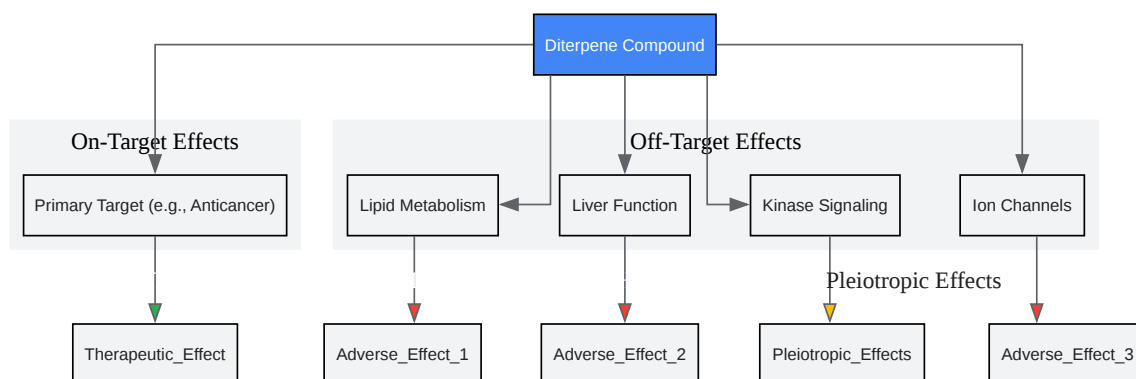 Diterpene Compound
On-Target Effects
Off-Target Effects
Primary Target (e.g., Anticancer)
Lipid Metabolism
Liver Function
Kinase Signaling
Ion Channels
Pleiotropic Effects
Therapeutic_Effect
Adverse_Effect_1
Adverse_Effect_2
Pleiotropic_Effects
Adverse_Effect_3